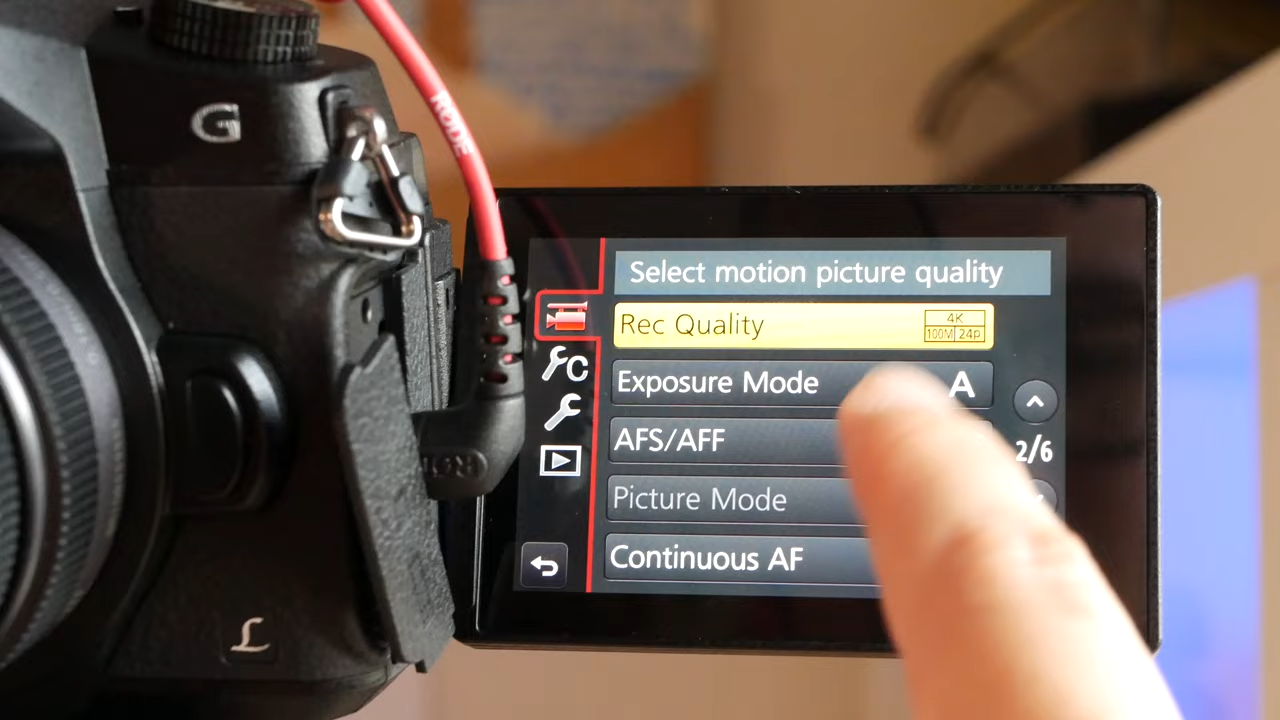 G
RODE
Select motion picture quality
Rec Quality
4K
100M 24p
Exposure Mode A
C
AFS/AFF
2/6
Picture Mode
Continuous AF
L